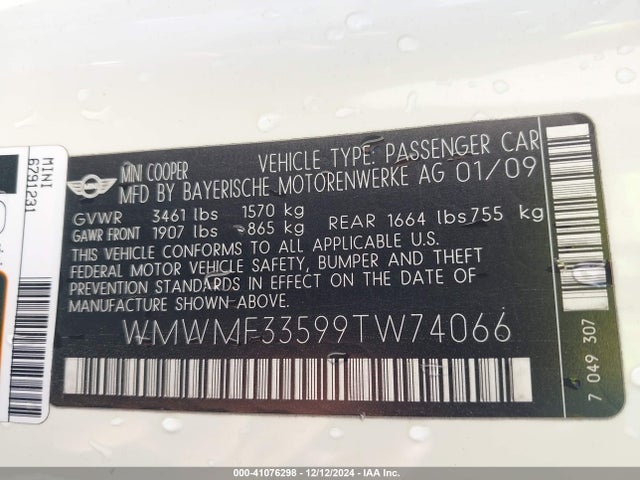 MINI COOPER VEHICLE TYPE: PASSENGER CAR
MFD BY BAYERISCHE MOTORENWERKE AG 01/09
GVWR 3461 lbs 1570 kg
GAWR FRONT 1907 lbs 865 kg REAR 1664 lbs 755 kg
THIS VEHICLE CONFORMS TO ALL APPLICABLE U.S.
FEDERAL MOTOR VEHICLE SAFETY, BUMPER AND THEFT
PREVENTION STANDARDS IN EFFECT ON THE DATE OF
MANUFACTURE SHOWN ABOVE.
WMWMF33599TW74066
7 049 307
MINI
6791231
000-41076298 - 12/12/2024 - IAA Inc.